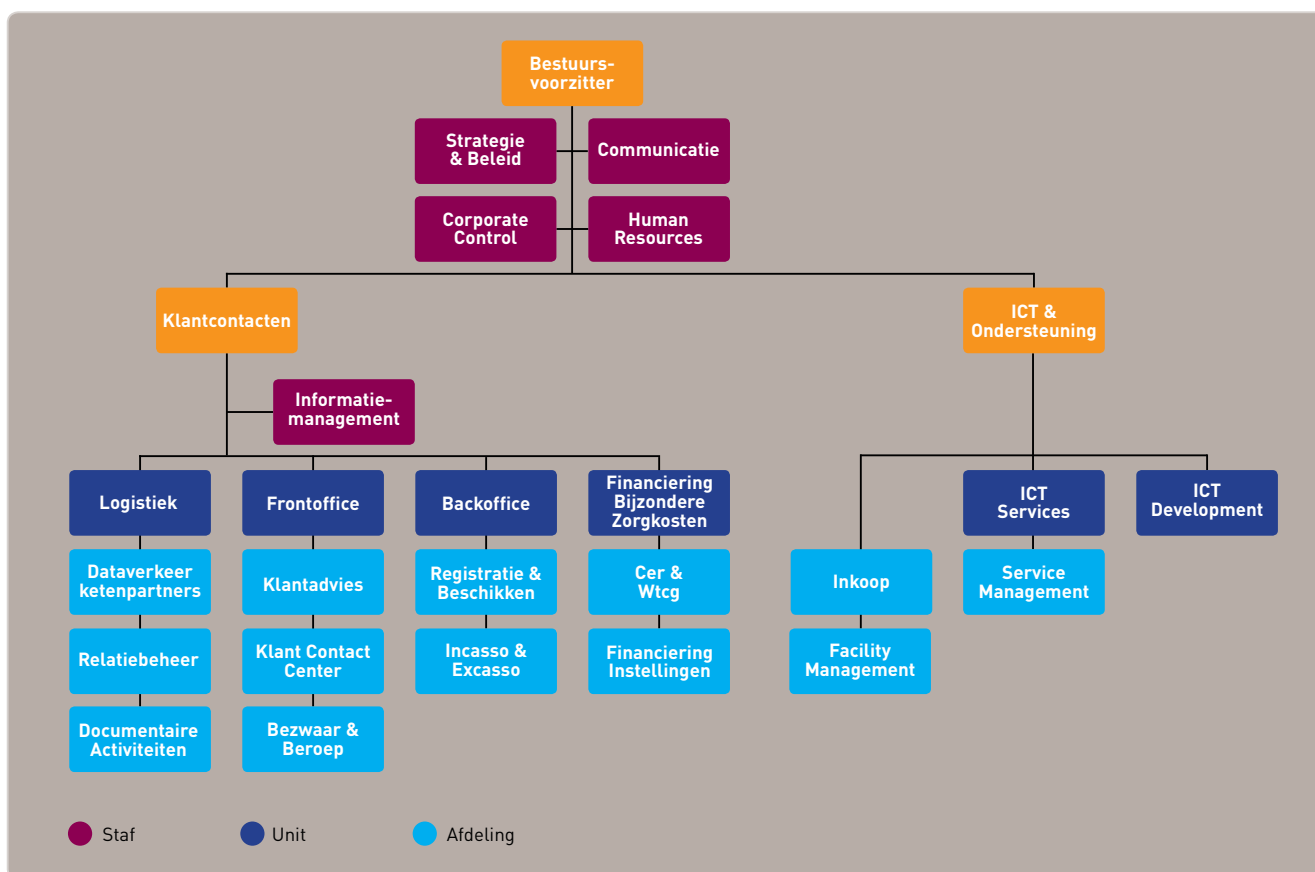 Bestuurs-
voorzitter
Strategie
& Beleid
Communicatie
Corporate
Control
Human
Resources
Klantcontacten
ICT &
Ondersteuning
Informatie-
management
Logistiek
Frontoffice
Backoffice
Financiering
Bijzondere
Zorgkosten
ICT
Services
ICT
Development
Dataverkeer
ketenpartners
Klantadvies
Registratie &
Beschikken
Cer &
Wtcg
Inkoop
Service
Management
Relatiebeheer
Klant Contact
Center
Incasso &
Excasso
Financiering
Instellingen
Facility
Management
Documentaire
Activiteiten
Bezwaar &
Beroep
Staf
Unit
Afdeling